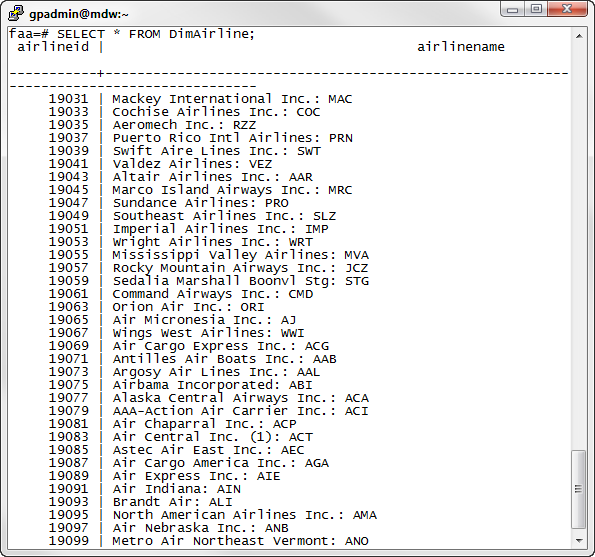 gpadmin@mdw:~
faa=# SELECT * FROM DimAirline;
 airlineid |                                      airlinename
-----------+---------------------------------------------------------
-------------------------------
     19031 | Mackey International Inc.: MAC
     19033 | Cochise Airlines Inc.: COC
     19035 | Aeromech Inc.: RZZ
     19037 | Puerto Rico Intl Airlines: PRN
     19039 | Swift Aire Lines Inc.: SWT
     19041 | Valdez Airlines: VEZ
     19043 | Altair Airlines Inc.: AAR
     19045 | Marco Island Airways Inc.: MRC
     19047 | Sundance Airlines: PRO
     19049 | Southeast Airlines Inc.: SLZ
     19051 | Imperial Airlines Inc.: IMP
     19053 | Wright Airlines Inc.: WRT
     19055 | Mississippi Valley Airlines: MVA
     19057 | Rocky Mountain Airways Inc.: JCZ
     19059 | Sedalia Marshall Boonvl Stg: STG
     19061 | Command Airways Inc.: CMD
     19063 | Orion Air Inc.: ORI
     19065 | Air Micronesia Inc.: AJ
     19067 | Wings West Airlines: WWI
     19069 | Air Cargo Express Inc.: ACG
     19071 | Antilles Air Boats Inc.: AAB
     19073 | Argosy Air Lines Inc.: AAL
     19075 | Airbama Incorporated: ABI
     19077 | Alaska Central Airways Inc.: ACA
     19079 | AAA-Action Air Carrier Inc.: ACI
     19081 | Air Chaparral Inc.: ACP
     19083 | Air Central Inc. (1): ACT
     19085 | Astec Air East Inc.: AEC
     19087 | Air Cargo America Inc.: AGA
     19089 | Air Express Inc.: AIE
     19091 | Air Indiana: AIN
     19093 | Brandt Air: ALI
     19095 | North American Airlines Inc.: AMA
     19097 | Air Nebraska Inc.: ANB
     19099 | Metro Air Northeast Vermont: ANO